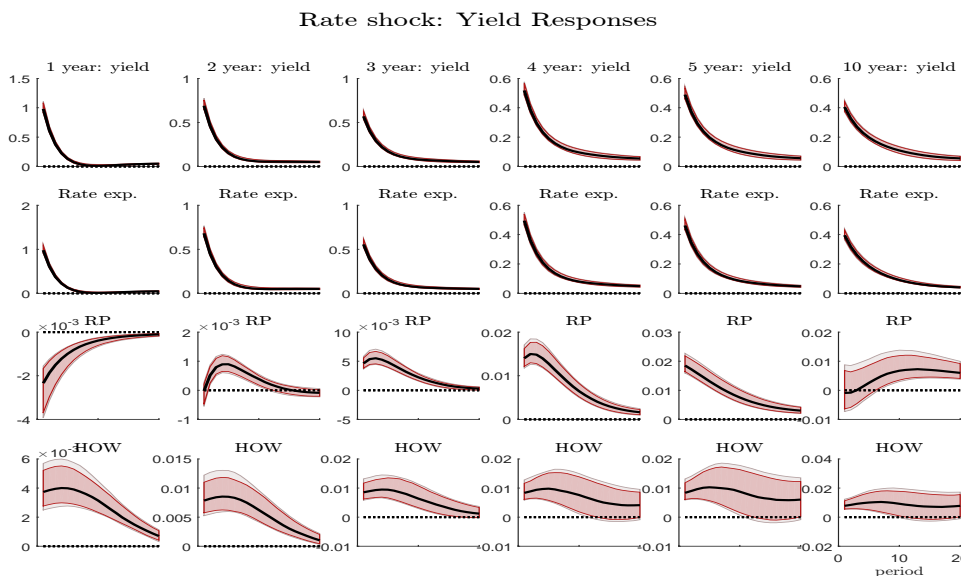 Rate shock: Yield Responses
1 year: yield 2 year: yield 3 year: yield 4 year: yield 5 year: yield 10 year: yield
1.5 1 1 0.6 0.6 0.6
1 0.4 0.4 0.4
0.5 0.5
0.5 0.2 0.2 0.2
0 0 0 0 0 0
Rate exp. Rate exp. Rate exp. Rate exp. Rate exp. Rate exp.
2 1 1 0.6 0.6 0.6
1 0.5 0.5 0.4 0.4 0.4
0.2 0.2 0.2
0 0 0 0 0 0
×10⁻³ RP ×10⁻³ RP ×10⁻³ RP RP RP RP
0 2 10 0.02 0.03 0.02
1 5 0.02 0.01
-2 0.01
0 0 0.01 0
-4 -1 -5 0 0 0.01
HOW HOW HOW HOW HOW HOW
6 0.015 0.02 0.02 0.02 0.04
4 0.01 0.01 0.01 0.01 0.02
2 0.005 0 0 0 0
0 0 -0.01 -0.01 -0.01 -0.02
0 10 20
period